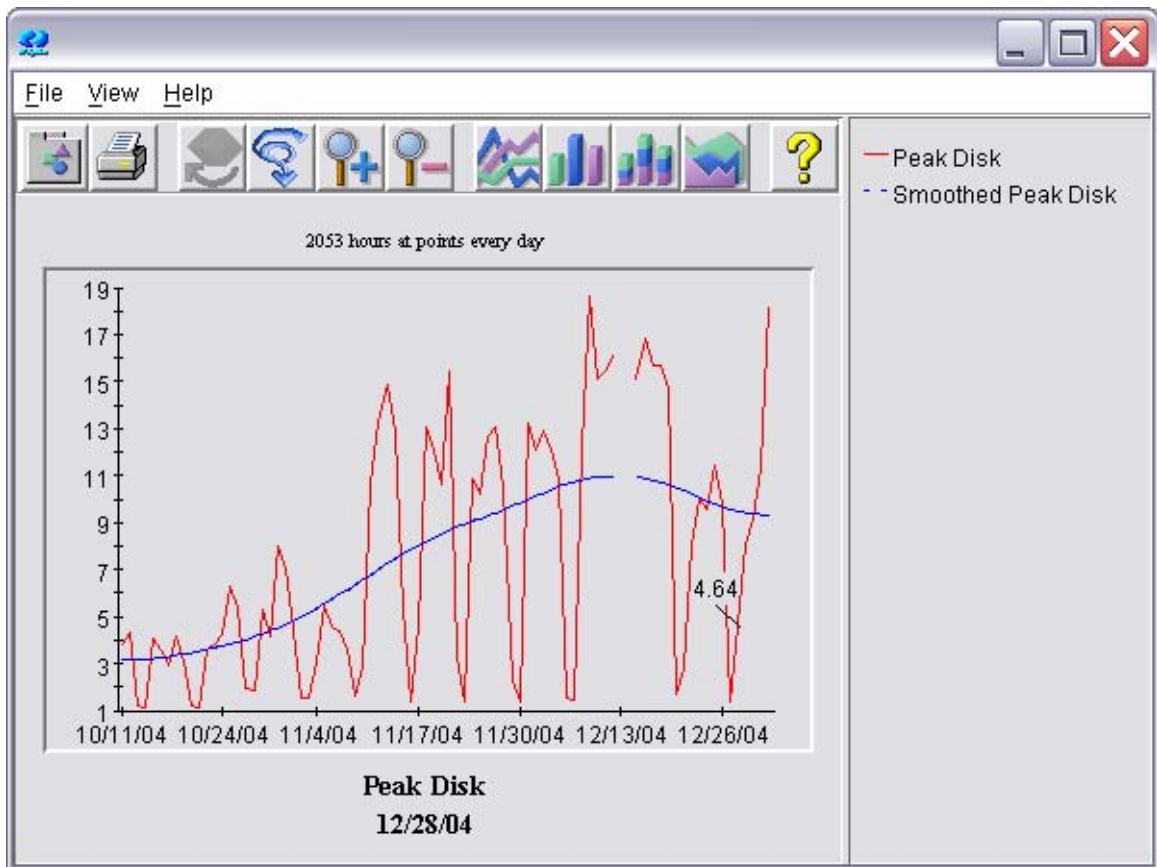 File View Help
Peak Disk
Smoothed Peak Disk
2053 hours at points every day
19
17
15
13
11
9
7
5
3
1
4.64
10/11/04 10/24/04 11/4/04 11/17/04 11/30/04 12/13/04 12/26/04
Peak Disk
12/28/04